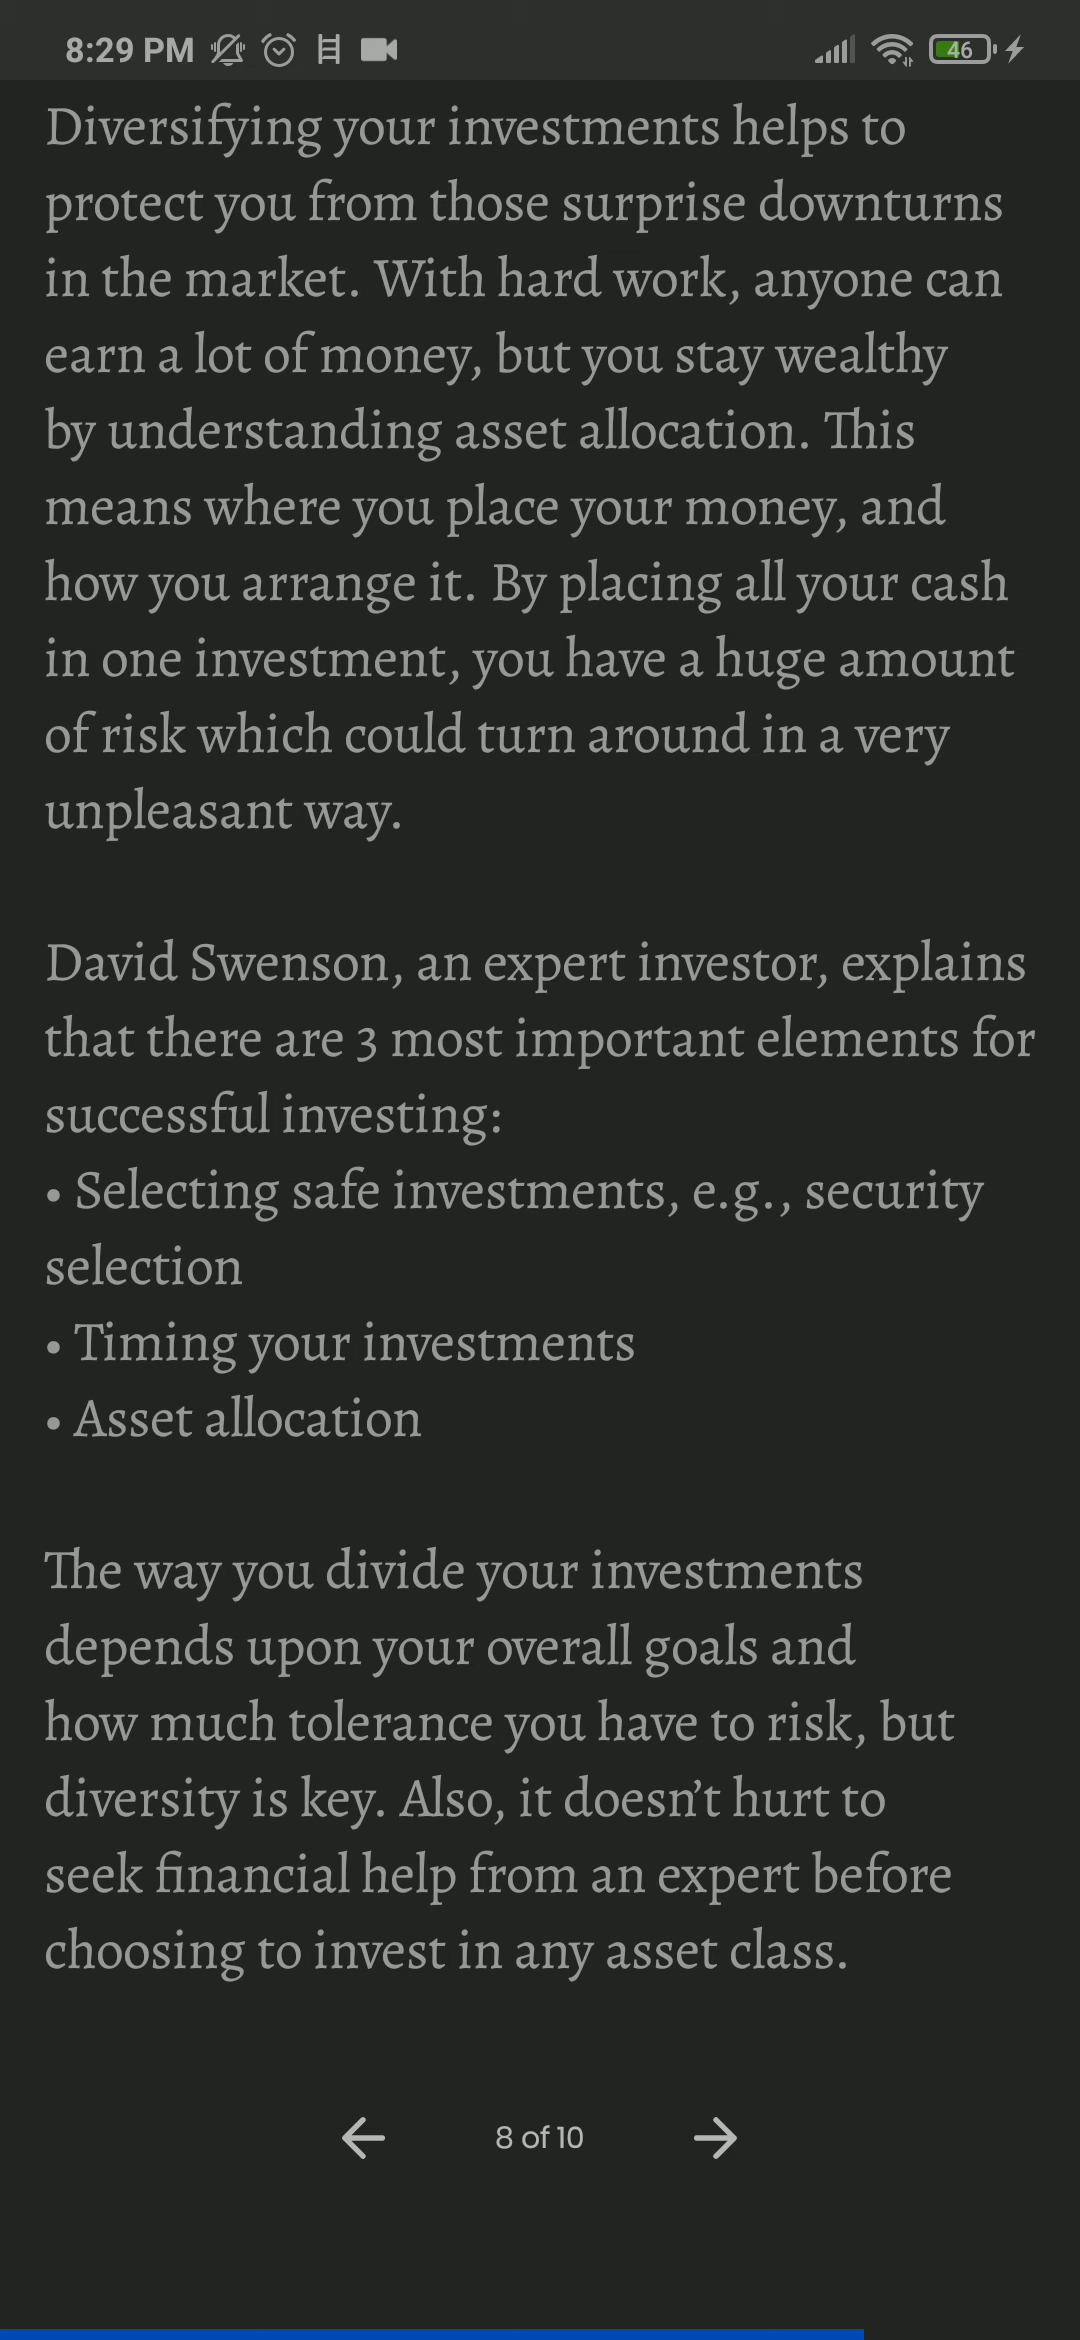 8:29 PM
46
Diversifying your investments helps to
protect you from those surprise downturns
in the market. With hard work, anyone can
earn a lot of money, but you stay wealthy
by understanding asset allocation. This
means where you place your money, and
how you arrange it. By placing all your cash
in one investment, you have a huge amount
of risk which could turn around in a very
unpleasant way.
David Swenson, an expert investor, explains
that there are 3 most important elements for
successful investing:
• Selecting safe investments, e.g., security
selection
• Timing your investments
• Asset allocation
The way you divide your investments
depends upon your overall goals and
how much tolerance you have to risk, but
diversity is key. Also, it doesn’t hurt to
seek financial help from an expert before
choosing to invest in any asset class.
8 of 10